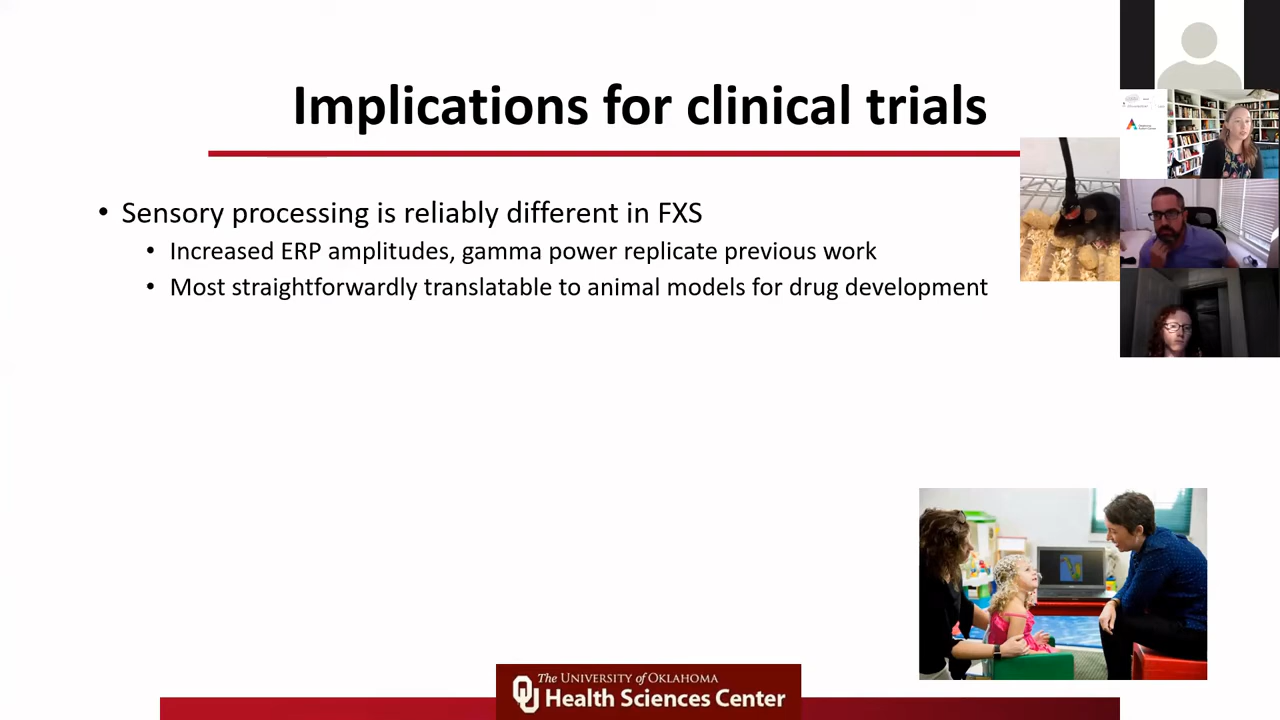 Implications for clinical trials
• Sensory processing is reliably different in FXS
• Increased ERP amplitudes, gamma power replicate previous work
• Most straightforwardly translatable to animal models for drug development
The UNIVERSITY of OKLAHOMA
Health Sciences Center